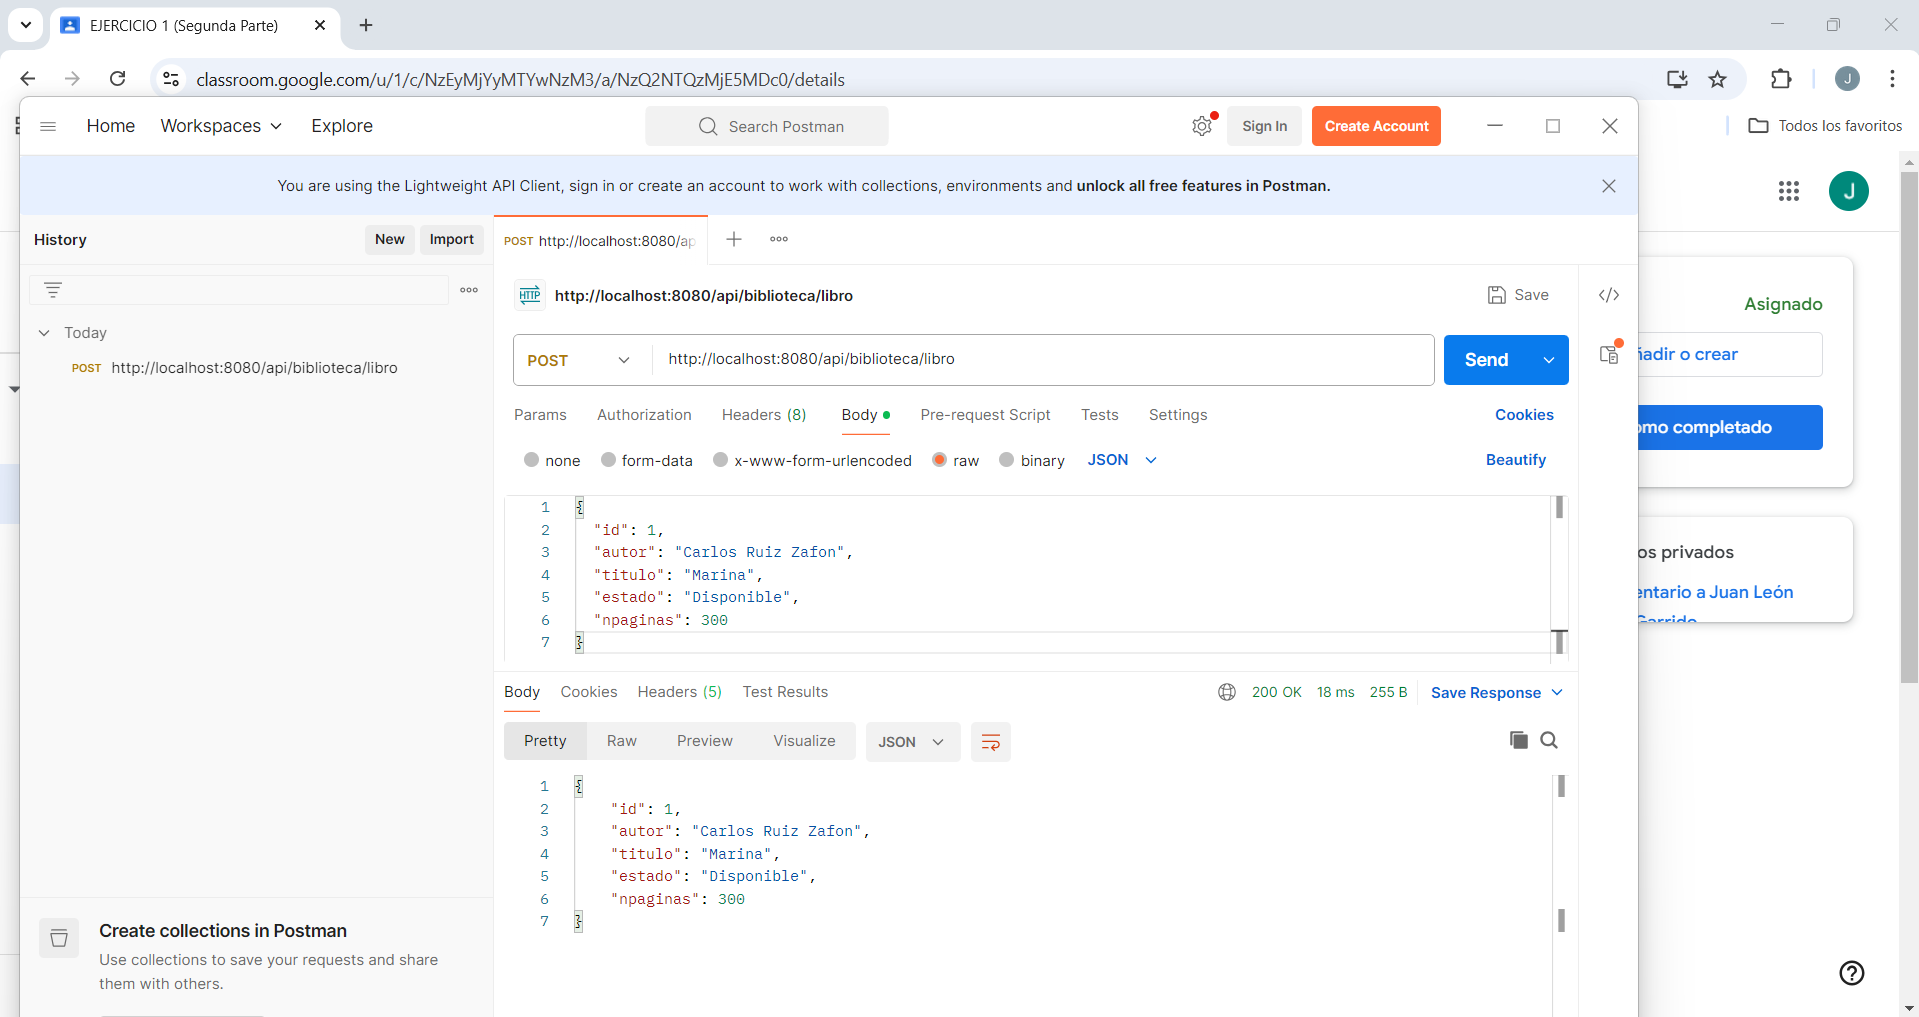 EJERCICIO 1 (Segunda Parte)
classroom.google.com/u/1/c/NzEyMjYyMTYwNzM3/a/NzQ2NTQzMjE5MDc0/details
J
Todos los favoritos
Home
Workspaces
Explore
Search Postman
Sign In
Create Account
You are using the Lightweight API Client, sign in or create an account to work with collections, environments and unlock all free features in Postman.
J
History
New
Import
POST http://localhost:8080/ap
HTTP http://localhost:8080/api/biblioteca/libro
Save
</>
Today
POST http://localhost:8080/api/biblioteca/libro
POST
http://localhost:8080/api/biblioteca/libro
Send
Params
Authorization
Headers (8)
Body
Pre-request Script
Tests
Settings
Cookies
none
form-data
x-www-form-urlencoded
raw
binary
JSON
Beautify
1 {
2 "id": 1,
3 "autor": "Carlos Ruiz Zafon",
4 "titulo": "Marina",
5 "estado": "Disponible",
6 "npaginas": 300
7 }
Body
Cookies
Headers (5)
Test Results
200 OK
18 ms
255 B
Save Response
Pretty
Raw
Preview
Visualize
JSON
1 {
2 "id": 1,
3 "autor": "Carlos Ruiz Zafon",
4 "titulo": "Marina",
5 "estado": "Disponible",
6 "npaginas": 300
7 }
Create collections in Postman
Use collections to save your requests and share
them with others.
Asignado
ñadir o crear
omo completado
os privados
entario a Juan León
Garrido